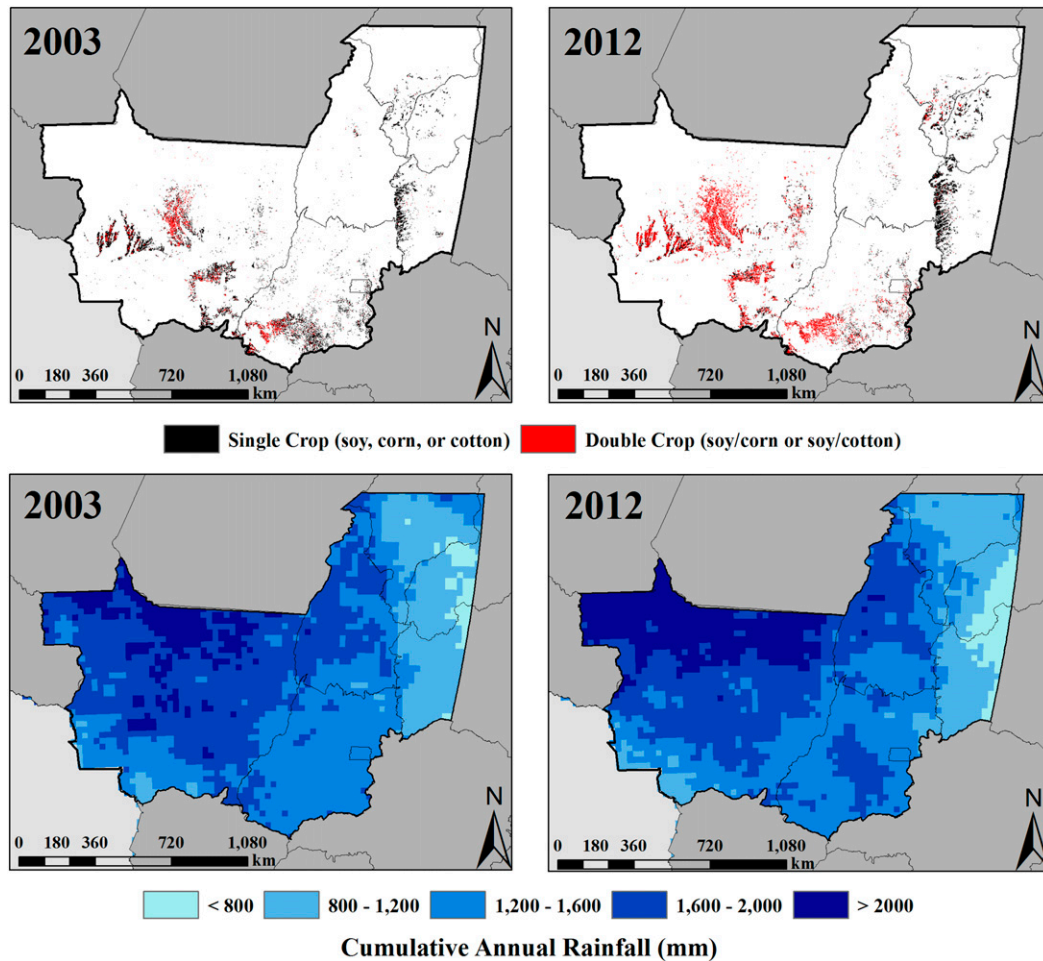 2003
2012
N
N
0 180 360 720 1,080
km
0 180 360 720 1,080
km
Single Crop (soy, corn, or cotton) Double Crop (soy/corn or soy/cotton)
2003
2012
N
N
0 180 360 720 1,080
km
0 180 360 720 1,080
km
< 800 800 - 1,200 1,200 - 1,600 1,600 - 2,000 > 2000
Cumulative Annual Rainfall (mm)